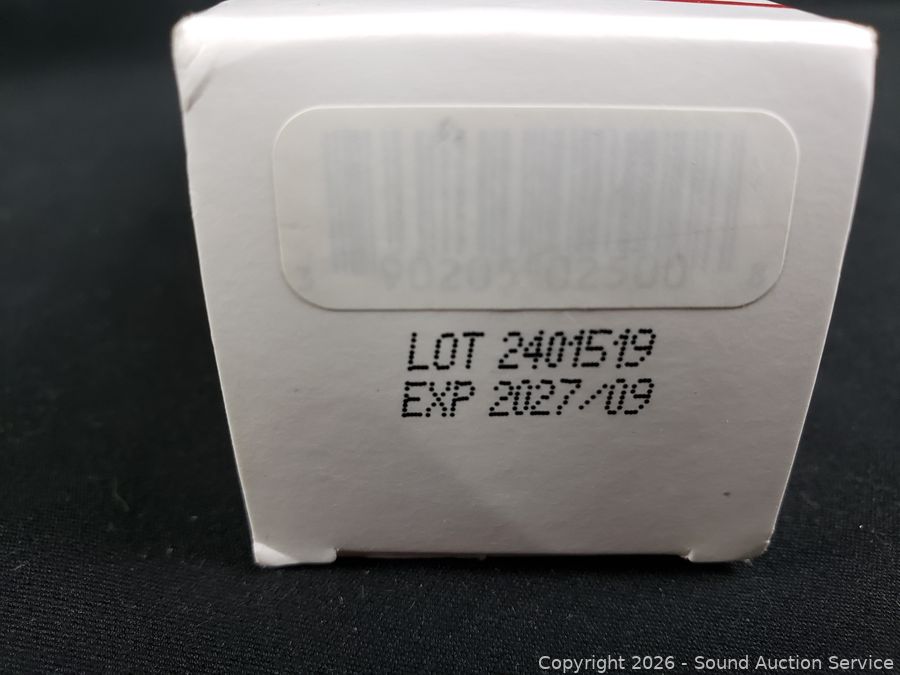 LOT 2401519
EXP 2027/09
Copyright 2026 - Sound Auction Service